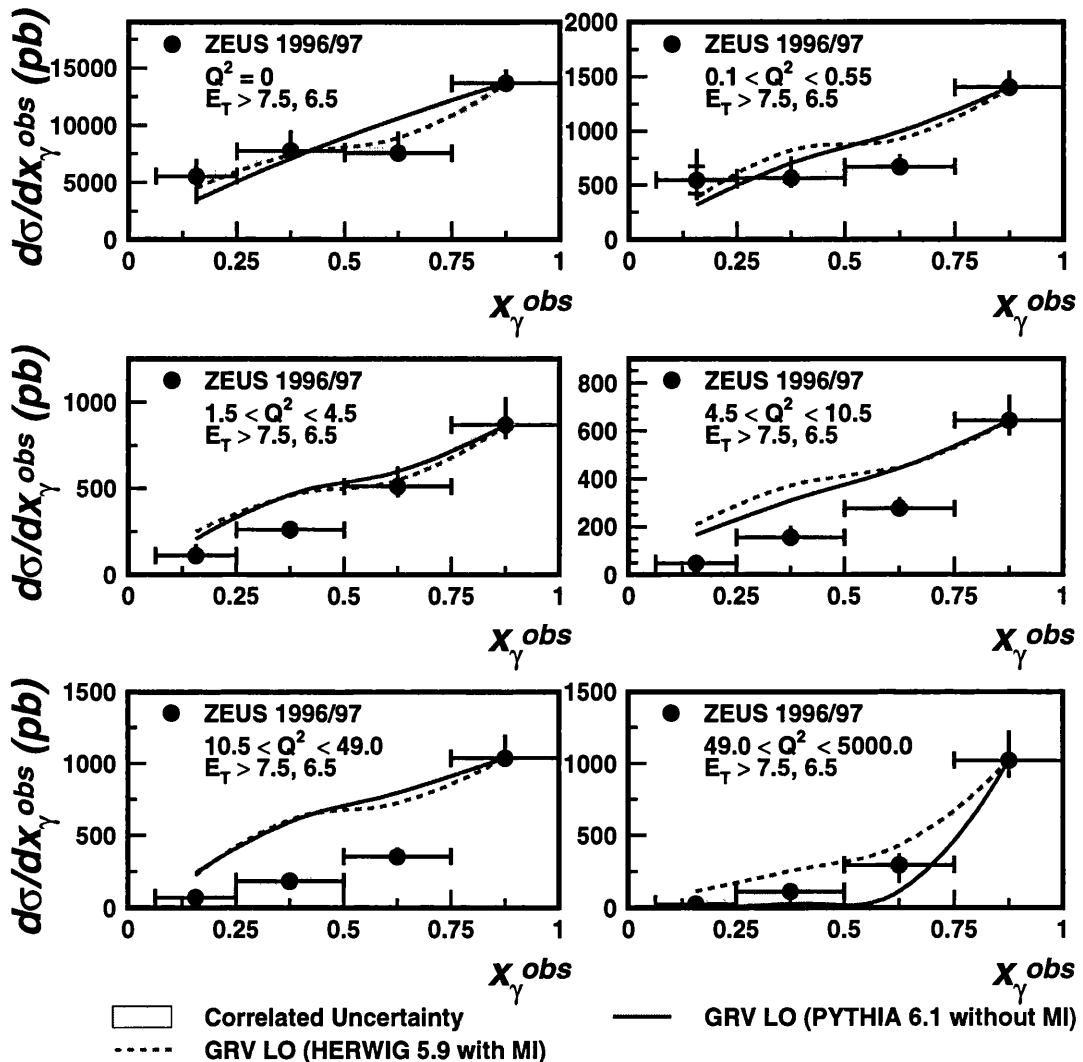 dσ/dxγ^obs (pb)
15000
10000
5000
0
ZEUS 1996/97
Q² = 0
E_T > 7.5, 6.5
0 0.25 0.5 0.75 1
xγ^obs
2000
1500
1000
500
0
ZEUS 1996/97
0.1 < Q² < 0.55
E_T > 7.5, 6.5
0 0.25 0.5 0.75 1
xγ^obs
dσ/dxγ^obs (pb)
1000
500
0
ZEUS 1996/97
1.5 < Q² < 4.5
E_T > 7.5, 6.5
0 0.25 0.5 0.75 1
xγ^obs
800
600
400
200
0
ZEUS 1996/97
4.5 < Q² < 10.5
E_T > 7.5, 6.5
0 0.25 0.5 0.75 1
xγ^obs
dσ/dxγ^obs (pb)
1500
1000
500
0
ZEUS 1996/97
10.5 < Q² < 49.0
E_T > 7.5, 6.5
0 0.25 0.5 0.75 1
xγ^obs
1500
1000
500
0
ZEUS 1996/97
49.0 < Q² < 5000.0
E_T > 7.5, 6.5
0 0.25 0.5 0.75 1
xγ^obs
Correlated Uncertainty
GRV LO (PYTHIA 6.1 without MI)
GRV LO (HERWIG 5.9 with MI)